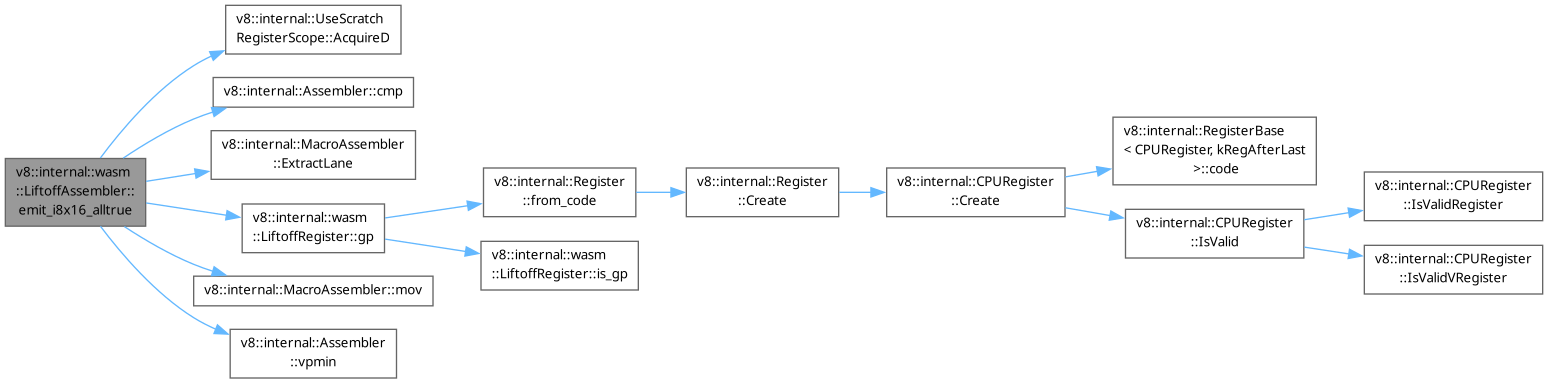 v8::internal::wasm
::LiftoffAssembler::
emit_i8x16_alltrue
v8::internal::UseScratch
RegisterScope::AcquireD
v8::internal::Assembler::cmp
v8::internal::MacroAssembler
::ExtractLane
v8::internal::wasm
::LiftoffRegister::gp
v8::internal::MacroAssembler::mov
v8::internal::Assembler
::vpmin
v8::internal::Register
::from_code
v8::internal::wasm
::LiftoffRegister::is_gp
v8::internal::Register
::Create
v8::internal::CPURegister
::Create
v8::internal::RegisterBase
< CPURegister, kRegAfterLast
>::code
v8::internal::CPURegister
::IsValid
v8::internal::CPURegister
::IsValidRegister
v8::internal::CPURegister
::IsValidVRegister